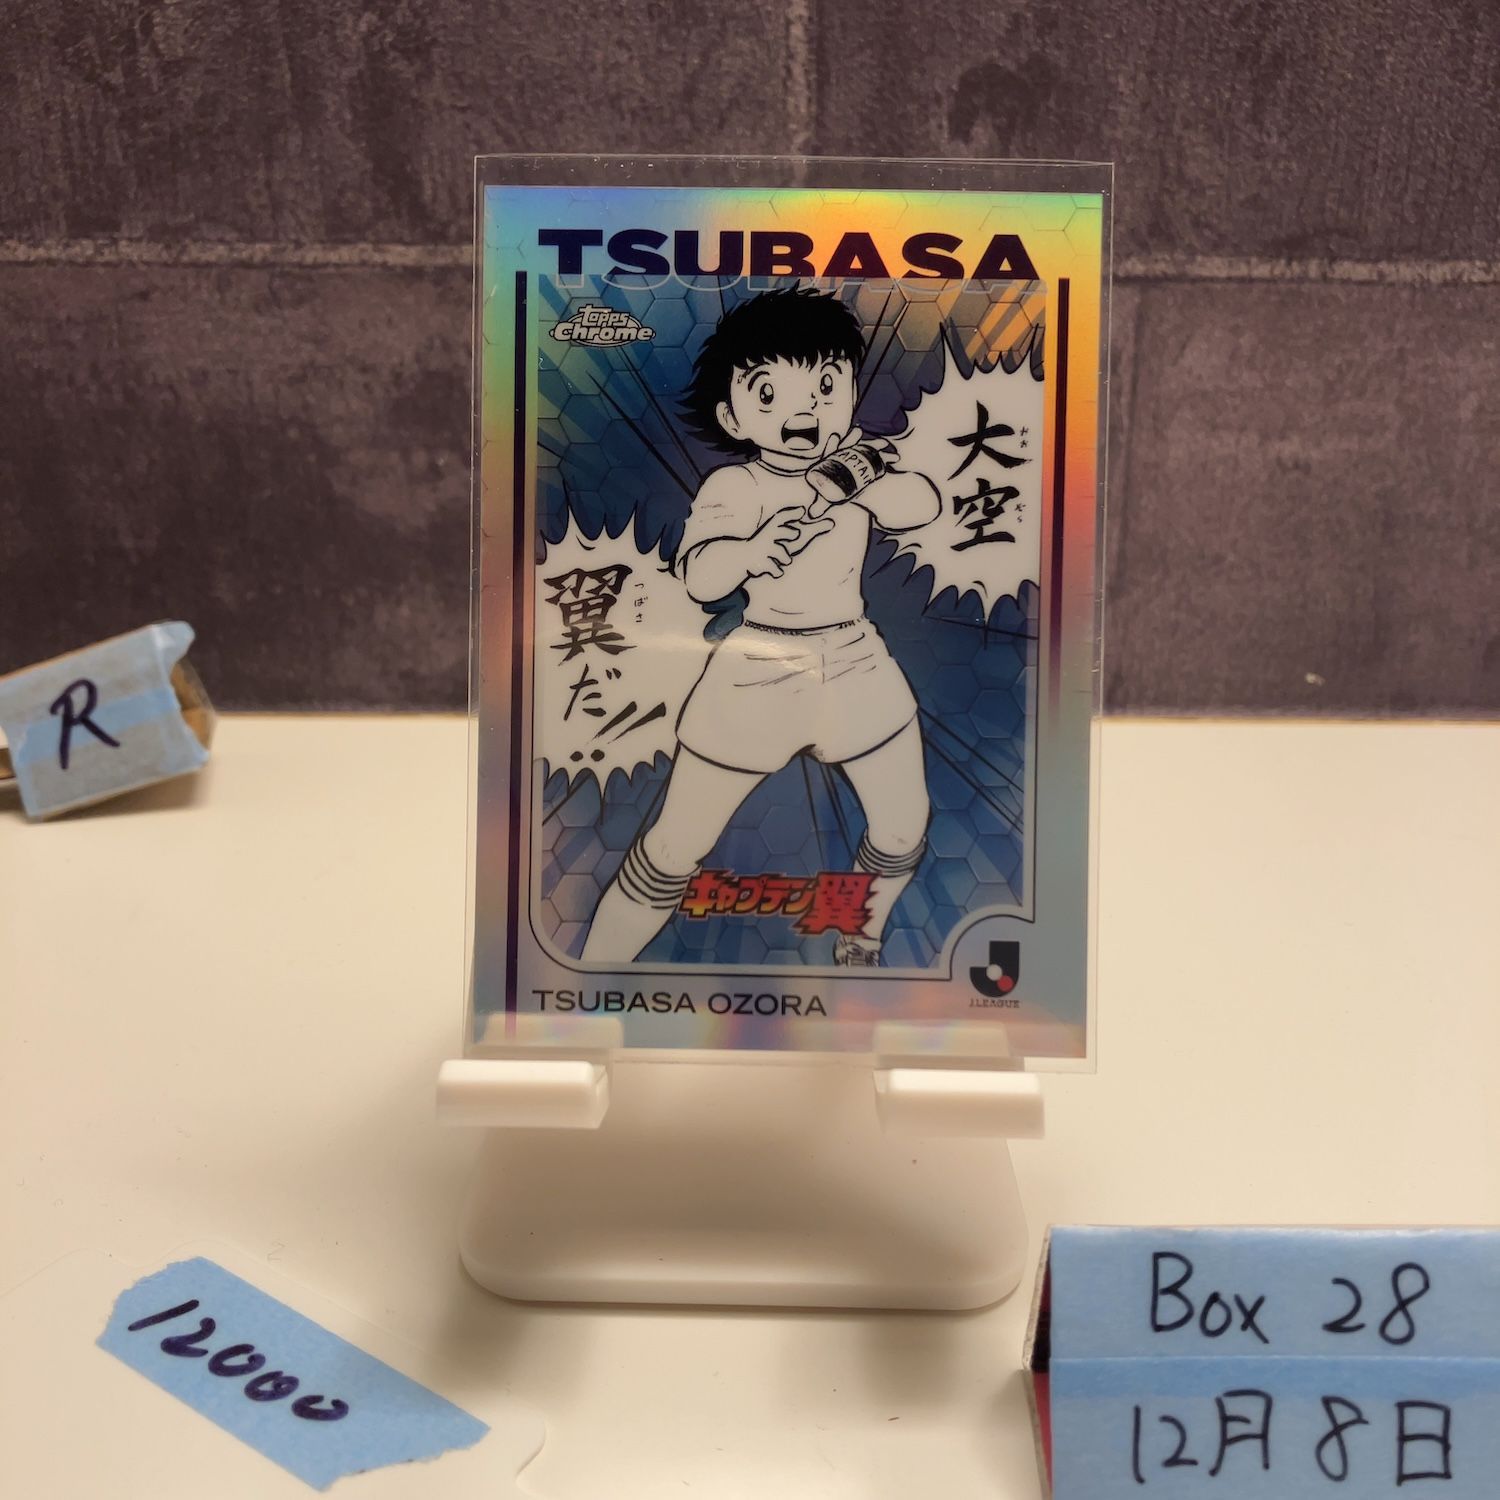 TSUBASA
Topps
Chrome
大空
おお
ぞら
翼だ!!
つばさ
CAPTAIN
キャプテン翼
J.LEAGUE
TSUBASA OZORA
R
12000
Box 28
12月8日